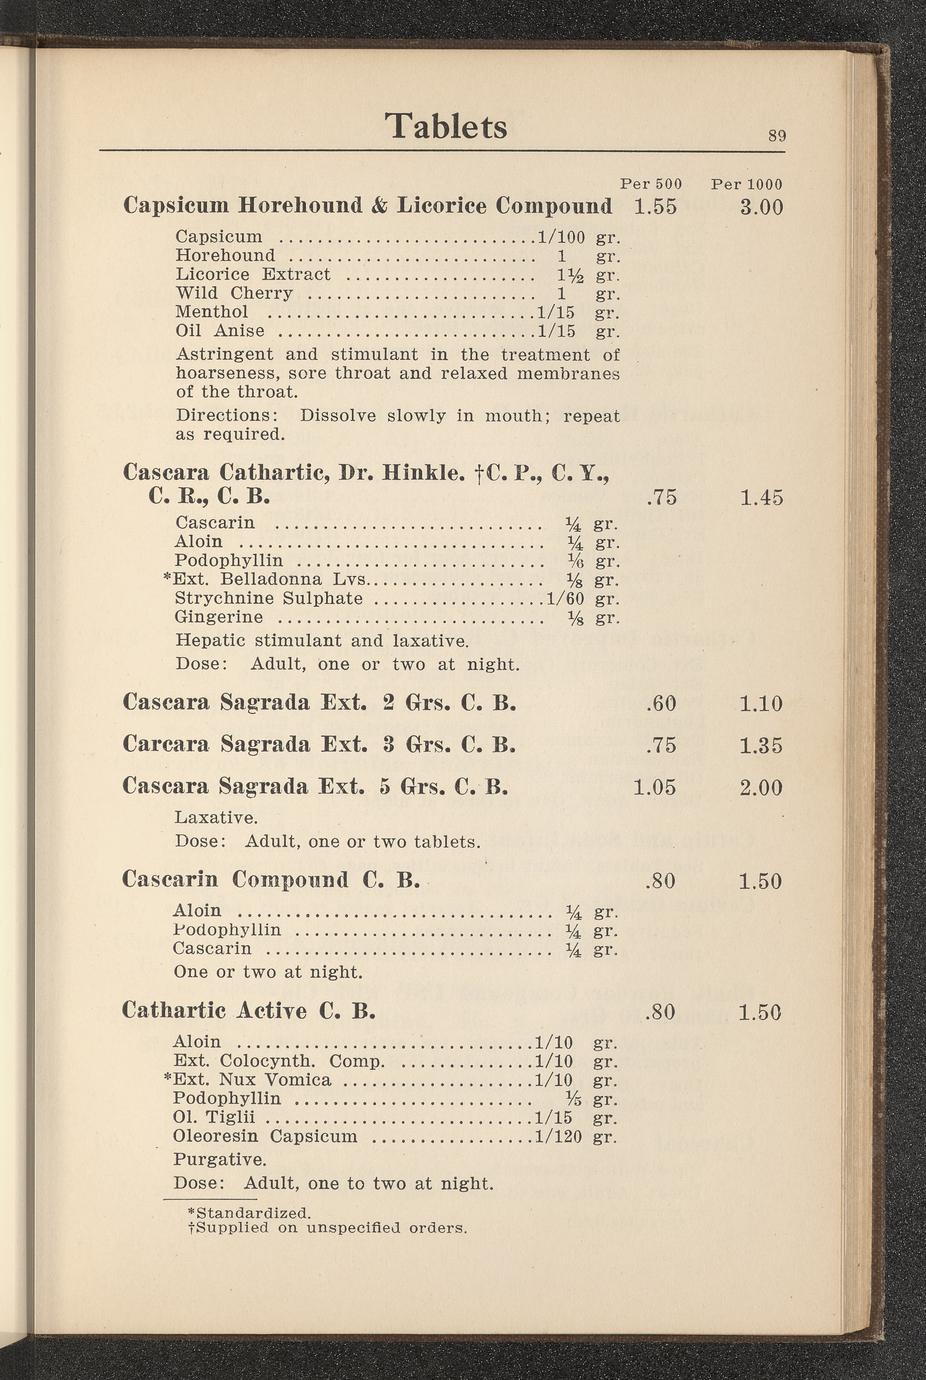 Tablets
89
Per 500 Per 1000
Capsicum Horehound & Licorice Compound 1.55 3.00
Capsicum ...........................1/100 gr.
Horehound .......................... 1 gr.
Licorice Extract .................... 1½ gr.
Wild Cherry ........................ 1 gr.
Menthol ............................1/15 gr.
Oil Anise ...........................1/15 gr.
Astringent and stimulant in the treatment of
hoarseness, sore throat and relaxed membranes
of the throat.
Directions: Dissolve slowly in mouth; repeat
as required.
Cascara Cathartic, Dr. Hinkle. †C. P., C. Y.,
C. R., C. B. .75 1.45
Cascarin ............................ ¼ gr.
Aloin ................................ ¼ gr.
Podophyllin .......................... ⅙ gr.
*Ext. Belladonna Lvs.................. ⅛ gr.
Strychnine Sulphate ..................1/60 gr.
Gingerine ............................ ⅛ gr.
Hepatic stimulant and laxative.
Dose: Adult, one or two at night.
Cascara Sagrada Ext. 2 Grs. C. B. .60 1.10
Carcara Sagrada Ext. 3 Grs. C. B. .75 1.35
Cascara Sagrada Ext. 5 Grs. C. B. 1.05 2.00
Laxative.
Dose: Adult, one or two tablets.
Cascarin Compound C. B. .80 1.50
Aloin ................................. ¼ gr.
Podophyllin ........................... ¼ gr.
Cascarin .............................. ¼ gr.
One or two at night.
Cathartic Active C. B. .80 1.50
Aloin ...............................1/10 gr.
Ext. Colocynth. Comp. ..............1/10 gr.
*Ext. Nux Vomica ....................1/10 gr.
Podophyllin ......................... ⅕ gr.
Ol. Tiglii ............................1/15 gr.
Oleoresin Capsicum .................1/120 gr.
Purgative.
Dose: Adult, one to two at night.
*Standardized.
†Supplied on unspecified orders.